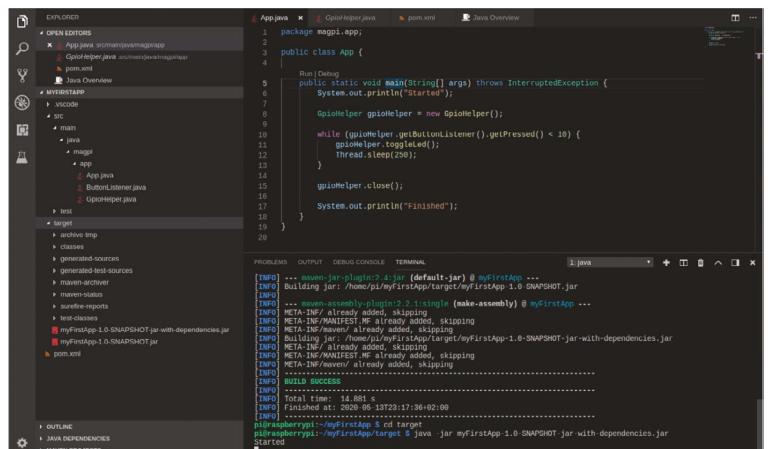 EXPLORER
OPEN EDITORS
App.java src/main/java/magpi/app
GpioHelper.java src/main/java/magpi/app
pom.xml
Java Overview
MYFIRSTAPP
.vscode
src
main
java
magpi
app
App.java
ButtonListener.java
GpioHelper.java
test
target
archive-tmp
classes
generated-sources
generated-test-sources
maven-archiver
maven-status
surefire-reports
test-classes
myFirstApp-1.0-SNAPSHOT-jar-with-dependencies.jar
myFirstApp-1.0-SNAPSHOT.jar
pom.xml
OUTLINE
JAVA DEPENDENCIES
App.java GpioHelper.java pom.xml Java Overview
1 package magpi.app;
2
3 public class App {
4
Run | Debug
5 public static void main(String[] args) throws InterruptedException {
6 System.out.println("Started");
7
8 GpioHelper gpioHelper = new GpioHelper();
9
10 while (gpioHelper.getButtonListener().getPressed() < 10) {
11 gpioHelper.toggleLed();
12 Thread.sleep(250);
13 }
14
15 gpioHelper.close();
16
17 System.out.println("Finished");
18 }
19 }
20
PROBLEMS OUTPUT DEBUG CONSOLE TERMINAL 1: java
[INFO] --- maven-jar-plugin:2.4:jar (default-jar) @ myFirstApp ---
[INFO] Building jar: /home/pi/myFirstApp/target/myFirstApp-1.0-SNAPSHOT.jar
[INFO]
[INFO] --- maven-assembly-plugin:2.2.1:single (make-assembly) @ myFirstApp ---
[INFO] META-INF/ already added, skipping
[INFO] META-INF/MANIFEST.MF already added, skipping
[INFO] META-INF/maven/ already added, skipping
[INFO] Building jar: /home/pi/myFirstApp/target/myFirstApp-1.0-SNAPSHOT-jar-with-dependencies.jar
[INFO] META-INF/ already added, skipping
[INFO] META-INF/MANIFEST.MF already added, skipping
[INFO] META-INF/maven/ already added, skipping
[INFO] ------------------------------------------------------------------------
[INFO] BUILD SUCCESS
[INFO] ------------------------------------------------------------------------
[INFO] Total time: 14.881 s
[INFO] Finished at: 2020-05-13T23:17:36+02:00
[INFO] ------------------------------------------------------------------------
pi@raspberrypi:~/myFirstApp $ cd target
pi@raspberrypi:~/myFirstApp/target $ java -jar myFirstApp-1.0-SNAPSHOT-jar-with-dependencies.jar
Started